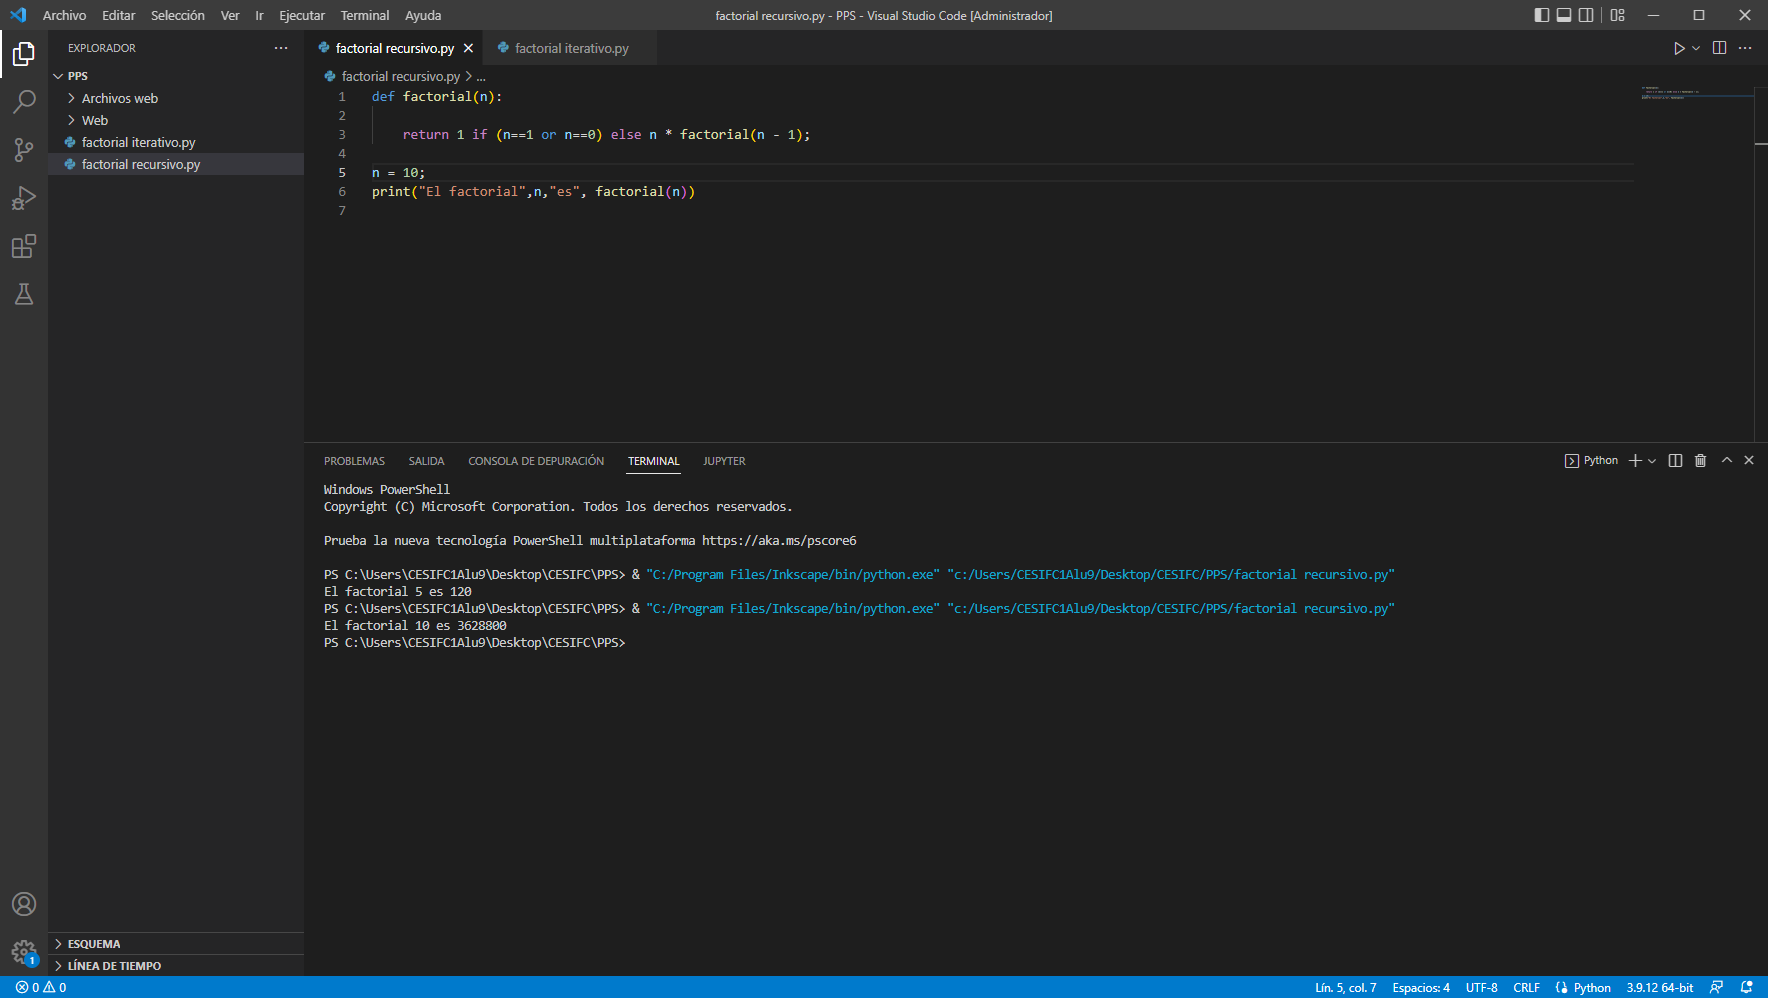 Archivo Editar Selección Ver Ir Ejecutar Terminal Ayuda
factorial recursivo.py - PPS - Visual Studio Code [Administrador]
EXPLORADOR
PPS
Archivos web
Web
factorial iterativo.py
factorial recursivo.py
factorial recursivo.py factorial iterativo.py
factorial recursivo.py > ...
1 def factorial(n):
2
3 return 1 if (n==1 or n==0) else n * factorial(n - 1);
4
5 n = 10;
6 print("El factorial",n,"es", factorial(n))
7
PROBLEMAS SALIDA CONSOLA DE DEPURACIÓN TERMINAL JUPYTER
Python
Windows PowerShell
Copyright (C) Microsoft Corporation. Todos los derechos reservados.
Prueba la nueva tecnología PowerShell multiplataforma https://aka.ms/pscore6
PS C:\Users\CESIFC1Alu9\Desktop\CESIFC\PPS> & "C:/Program Files/Inkscape/bin/python.exe" "c:/Users/CESIFC1Alu9/Desktop/CESIFC/PPS/factorial recursivo.py"
El factorial 5 es 120
PS C:\Users\CESIFC1Alu9\Desktop\CESIFC\PPS> & "C:/Program Files/Inkscape/bin/python.exe" "c:/Users/CESIFC1Alu9/Desktop/CESIFC/PPS/factorial recursivo.py"
El factorial 10 es 3628800
PS C:\Users\CESIFC1Alu9\Desktop\CESIFC\PPS>
ESQUEMA
LÍNEA DE TIEMPO
1
0 0
Lín. 5, col. 7 Espacios: 4 UTF-8 CRLF Python 3.9.12 64-bit